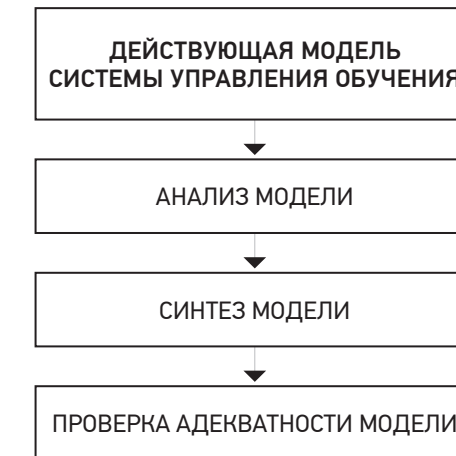 ДЕЙСТВУЮЩАЯ МОДЕЛЬ
СИСТЕМЫ УПРАВЛЕНИЯ ОБУЧЕНИЯ
АНАЛИЗ МОДЕЛИ
СИНТЕЗ МОДЕЛИ
ПРОВЕРКА АДЕКВАТНОСТИ МОДЕЛИ